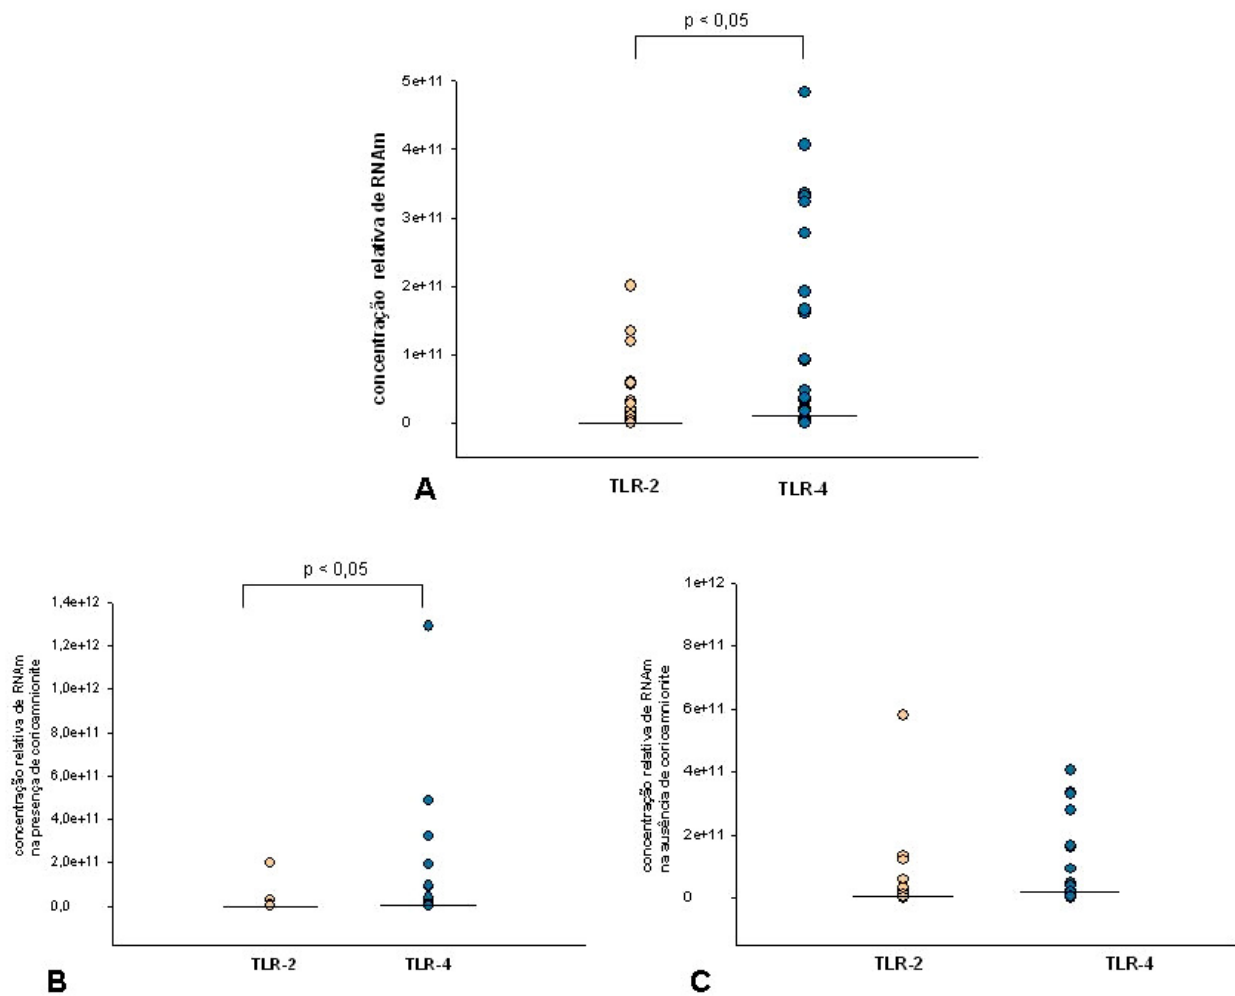 p < 0,05
concentração relativa de RNAm
5e+11
4e+11
3e+11
2e+11
1e+11
0
TLR-2
TLR-4
A
p < 0,05
concentração relativa de RNAm
na presença de corioamnionite
1,4e+12
1,2e+12
1,0e+12
8,0e+11
6,0e+11
4,0e+11
2,0e+11
0,0
TLR-2
TLR-4
B
concentração relativa de RNAm
na ausência de corioamnionite
1e+12
8e+11
6e+11
4e+11
2e+11
0
TLR-2
TLR-4
C